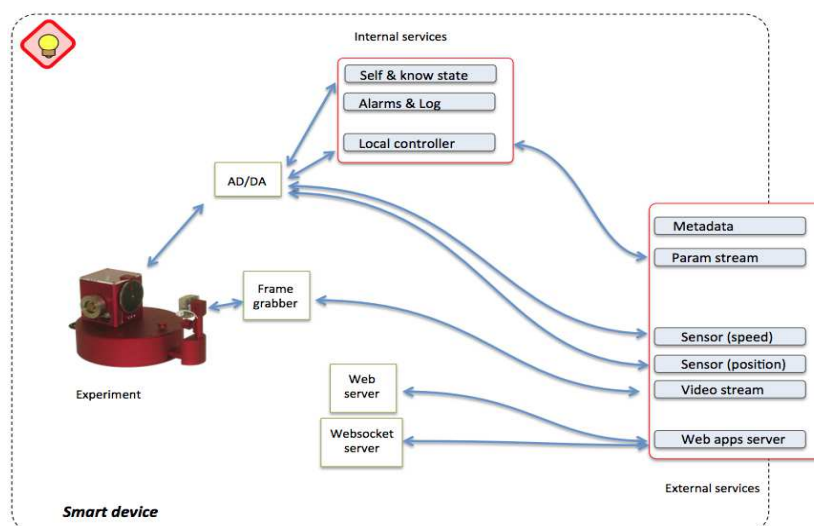 Internal services
Self & know state
Alarms & Log
Local controller
AD/DA
Metadata
Param stream
Frame
grabber
Sensor (speed)
Sensor (position)
Video stream
Experiment
Web
server
Websocket
server
Web apps server
External services
Smart device